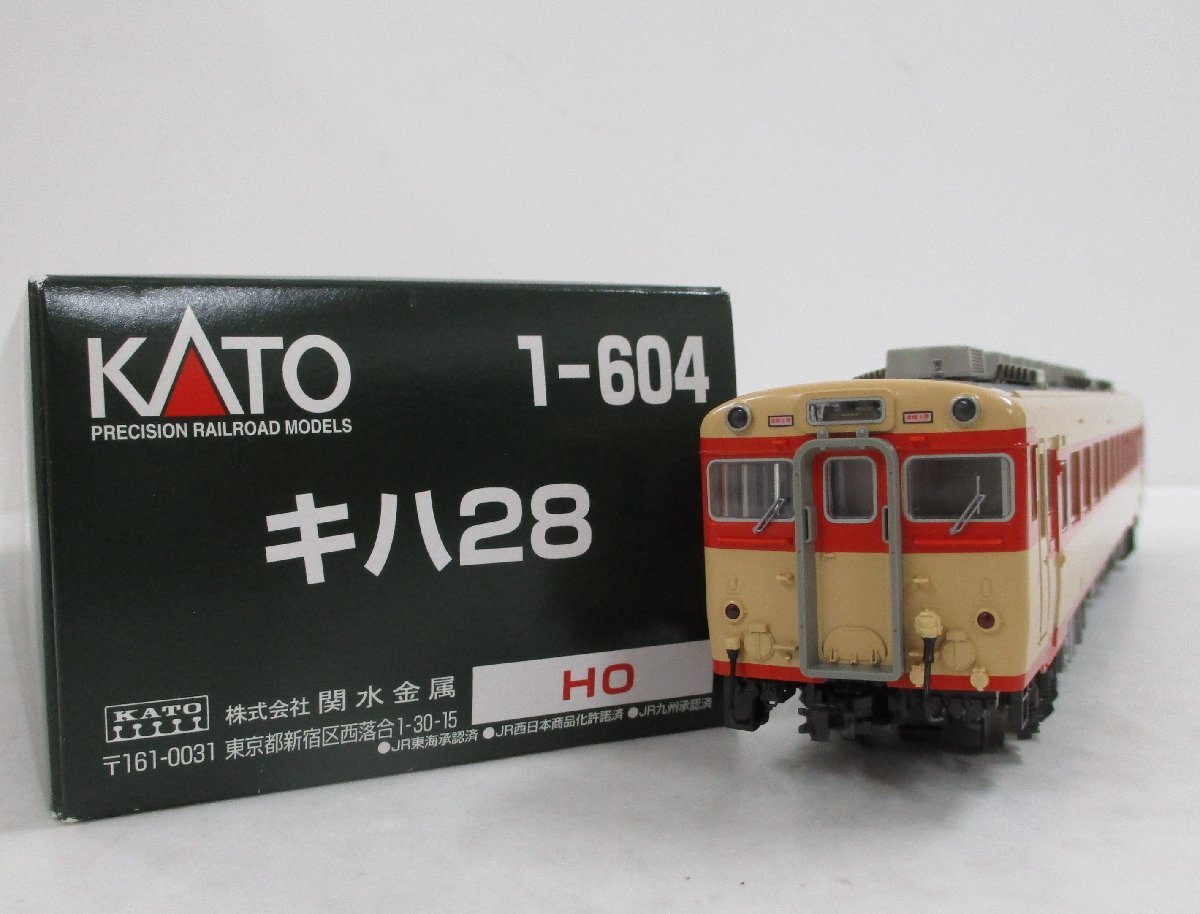 KATO
PRECISION RAILROAD MODELS
1-604
キハ28
HO
KATO
株式会社 関水金属
〒161-0031 東京都新宿区西落合1-30-15
●JR東海承認済 ●JR西日本商品化許諾済 ●JR九州承認済